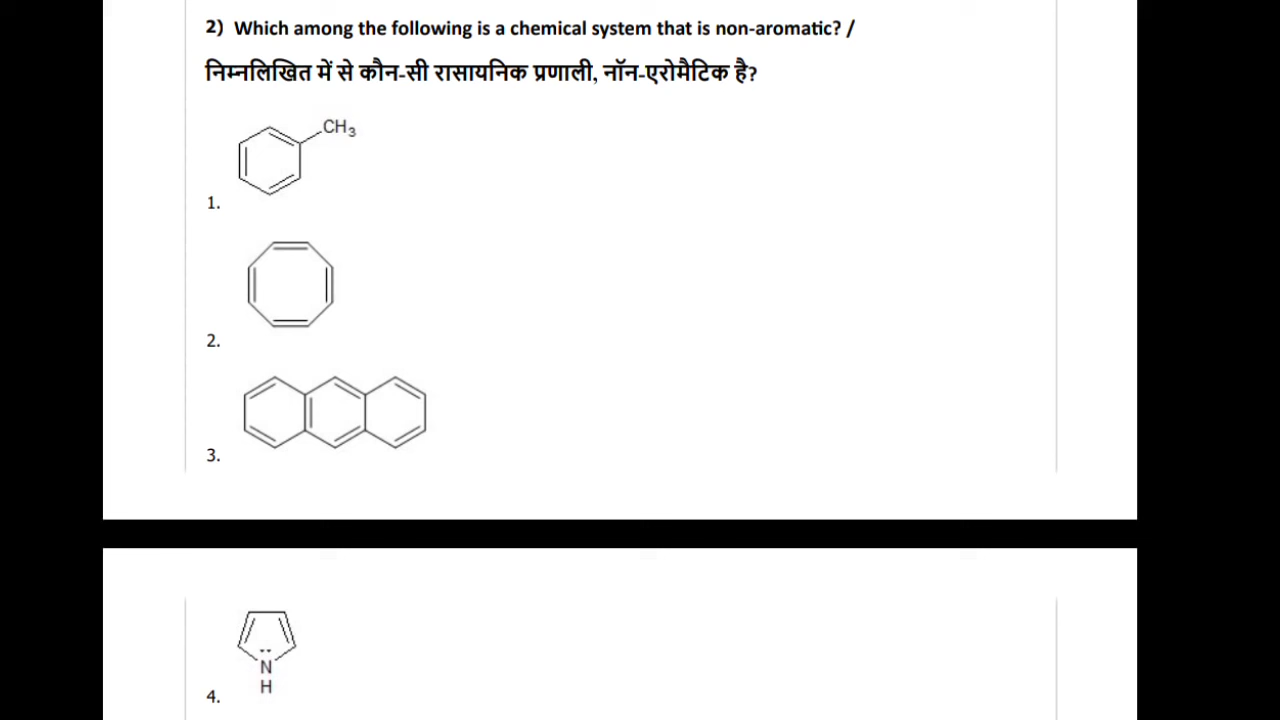 2) Which among the following is a chemical system that is non-aromatic? /
निम्नलिखित में से कौन-सी रासायनिक प्रणाली, नॉन-एरोमैटिक है?
CH3
1.
2.
3.
N
H
4.